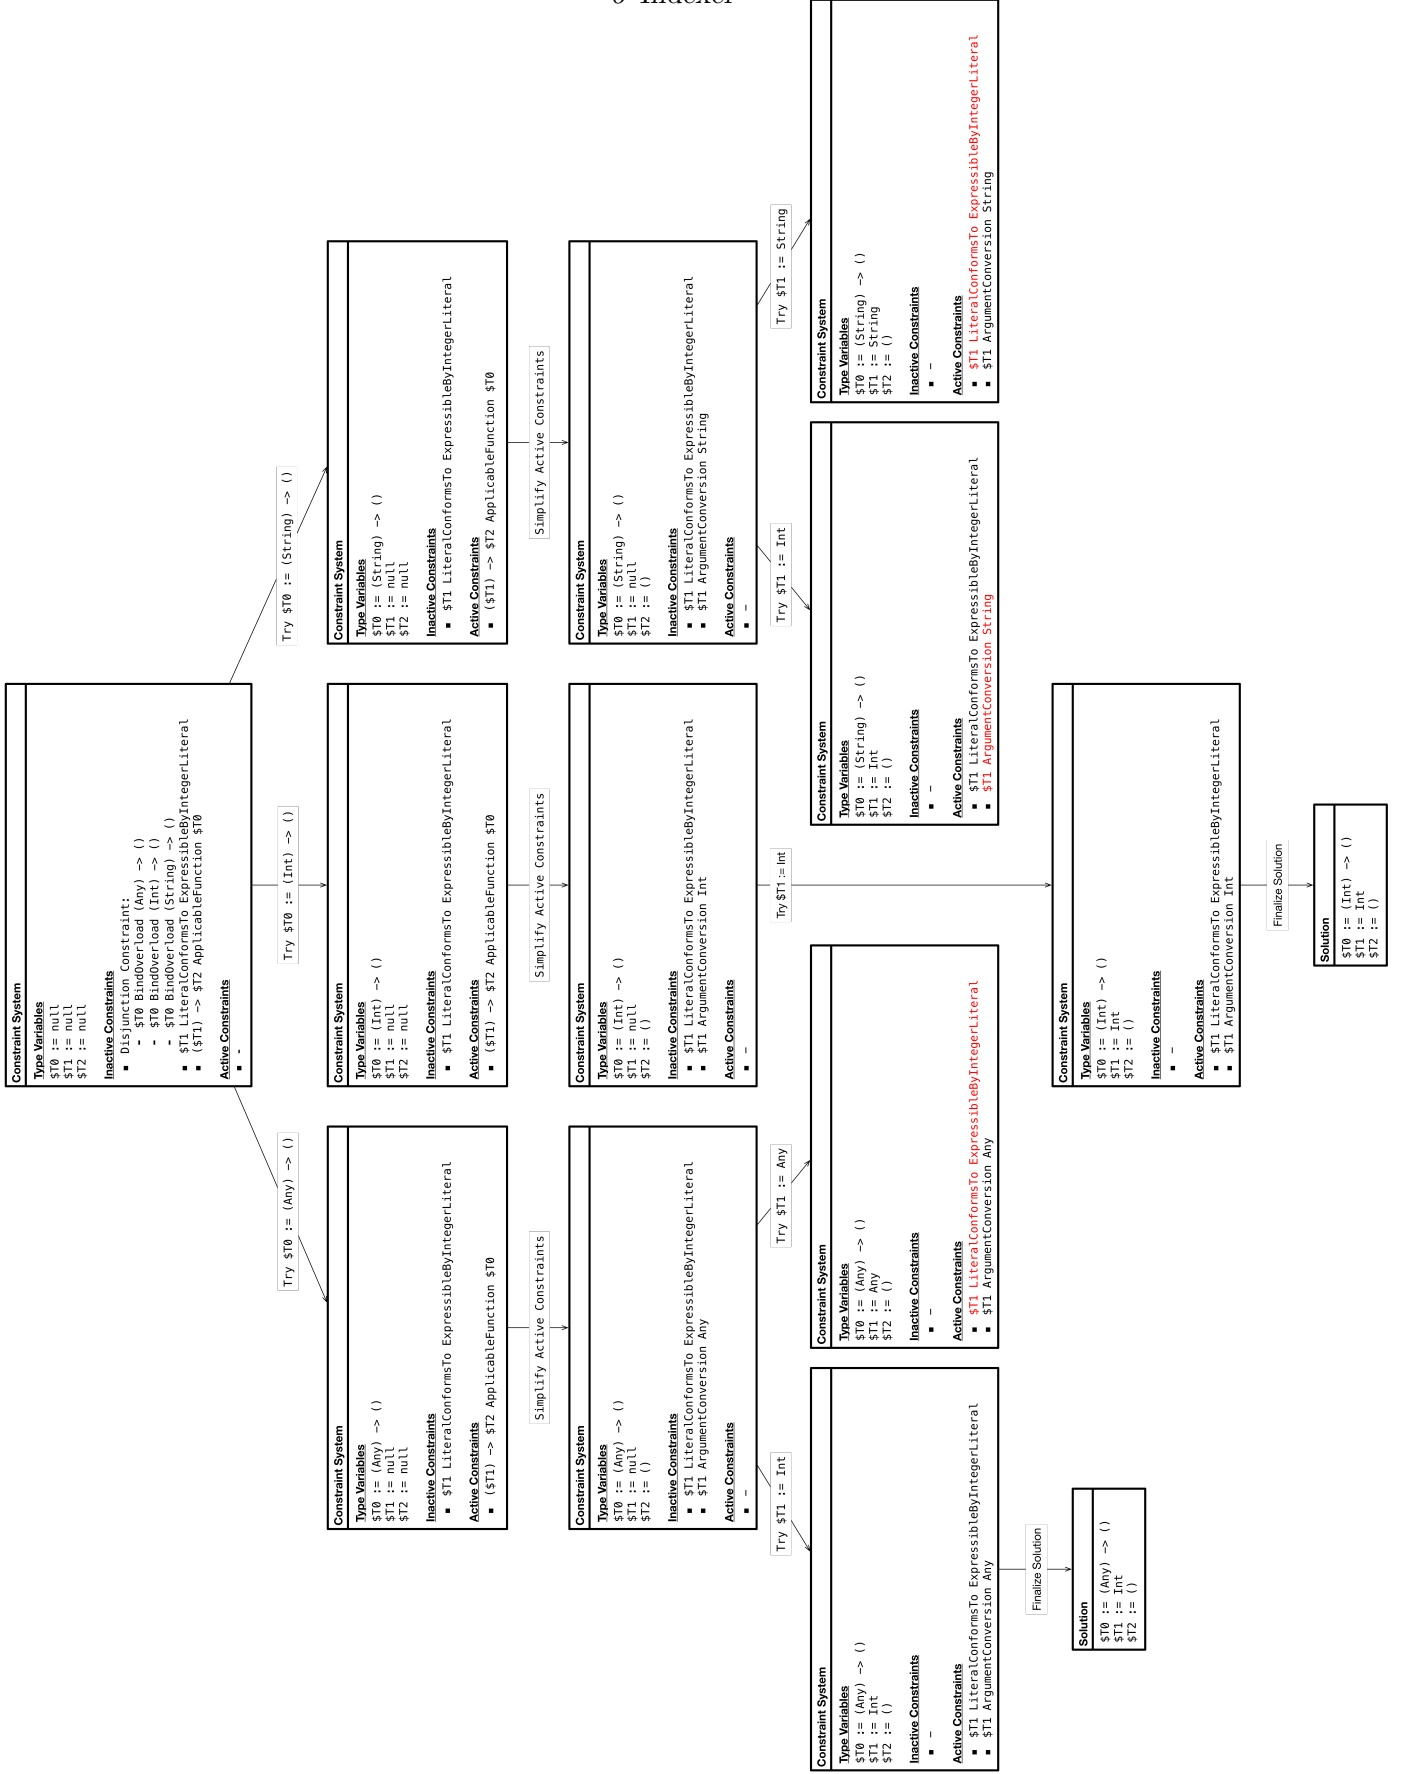 Constraint System
Type Variables
$T0 := null
$T1 := null
$T2 := null
Inactive Constraints
▪ Disjunction Constraint:
- $T0 BindOverload (Any) –> ()
- $T0 BindOverload (Int) –> ()
- $T0 BindOverload (String) –> ()
▪ $T1 LiteralConformsTo ExpressibleByIntegerLiteral
▪ ($T1) –> $T2 ApplicableFunction $T0
Active Constraints
▪ -
Try $T0 := (Any) –> ()
Try $T0 := (Int) –> ()
Try $T0 := (String) –> ()
Constraint System
Type Variables
$T0 := (Any) –> ()
$T1 := null
$T2 := null
Inactive Constraints
▪ $T1 LiteralConformsTo ExpressibleByIntegerLiteral
Active Constraints
▪ ($T1) –> $T2 ApplicableFunction $T0
Constraint System
Type Variables
$T0 := (Int) –> ()
$T1 := null
$T2 := null
Inactive Constraints
▪ $T1 LiteralConformsTo ExpressibleByIntegerLiteral
Active Constraints
▪ ($T1) –> $T2 ApplicableFunction $T0
Constraint System
Type Variables
$T0 := (String) –> ()
$T1 := null
$T2 := null
Inactive Constraints
▪ $T1 LiteralConformsTo ExpressibleByIntegerLiteral
Active Constraints
▪ ($T1) –> $T2 ApplicableFunction $T0
Simplify Active Constraints
Simplify Active Constraints
Simplify Active Constraints
Constraint System
Type Variables
$T0 := (Any) –> ()
$T1 := null
$T2 := ()
Inactive Constraints
▪ $T1 LiteralConformsTo ExpressibleByIntegerLiteral
▪ $T1 ArgumentConversion Any
Active Constraints
▪ –
Constraint System
Type Variables
$T0 := (Int) –> ()
$T1 := null
$T2 := ()
Inactive Constraints
▪ $T1 LiteralConformsTo ExpressibleByIntegerLiteral
▪ $T1 ArgumentConversion Int
Active Constraints
▪ –
Constraint System
Type Variables
$T0 := (String) –> ()
$T1 := null
$T2 := ()
Inactive Constraints
▪ $T1 LiteralConformsTo ExpressibleByIntegerLiteral
▪ $T1 ArgumentConversion String
Active Constraints
▪ –
Try $T1 := Int
Try $T1 := Any
Try $T1 := Int
Try $T1 := Int
Try $T1 := String
Constraint System
Type Variables
$T0 := (Any) –> ()
$T1 := Int
$T2 := ()
Inactive Constraints
▪ –
Active Constraints
▪ $T1 LiteralConformsTo ExpressibleByIntegerLiteral
▪ $T1 ArgumentConversion Any
Constraint System
Type Variables
$T0 := (Any) –> ()
$T1 := Any
$T2 := ()
Inactive Constraints
▪ –
Active Constraints
▪ $T1 LiteralConformsTo ExpressibleByIntegerLiteral
▪ $T1 ArgumentConversion Any
Constraint System
Type Variables
$T0 := (String) –> ()
$T1 := Int
$T2 := ()
Inactive Constraints
▪ –
Active Constraints
▪ $T1 LiteralConformsTo ExpressibleByIntegerLiteral
▪ $T1 ArgumentConversion String
Constraint System
Type Variables
$T0 := (String) –> ()
$T1 := String
$T2 := ()
Inactive Constraints
▪ –
Active Constraints
▪ $T1 LiteralConformsTo ExpressibleByIntegerLiteral
▪ $T1 ArgumentConversion String
Finalize Solution
Constraint System
Type Variables
$T0 := (Int) –> ()
$T1 := Int
$T2 := ()
Inactive Constraints
▪ –
Active Constraints
▪ $T1 LiteralConformsTo ExpressibleByIntegerLiteral
▪ $T1 ArgumentConversion Int
Solution
$T0 := (Any) –> ()
$T1 := Int
$T2 := ()
Finalize Solution
Solution
$T0 := (Int) –> ()
$T1 := Int
$T2 := ()